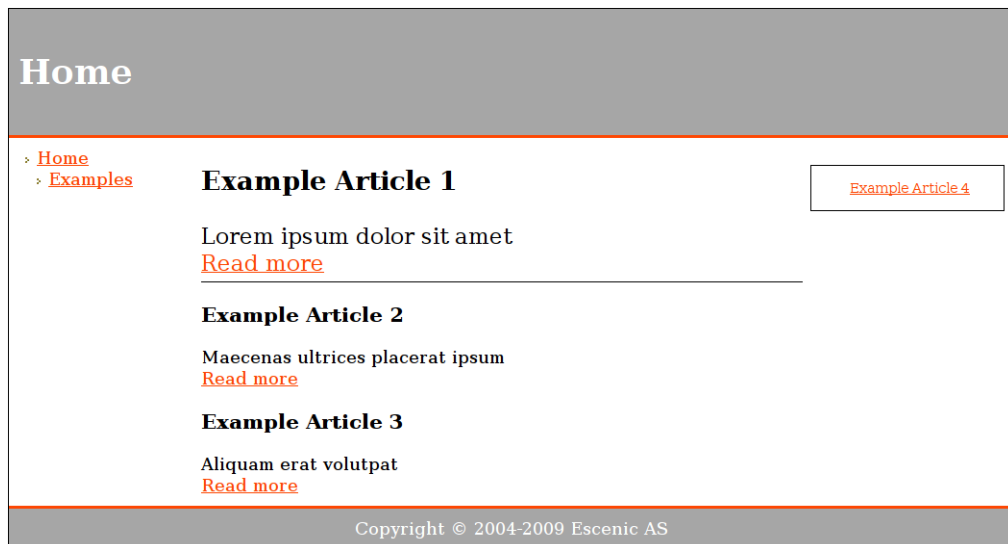 Home
Home
Examples
Example Article 1
Lorem ipsum dolor sit amet
Read more
Example Article 2
Maecenas ultrices placerat ipsum
Read more
Example Article 3
Aliquam erat volutpat
Read more
Example Article 4
Copyright © 2004-2009 Escenic AS